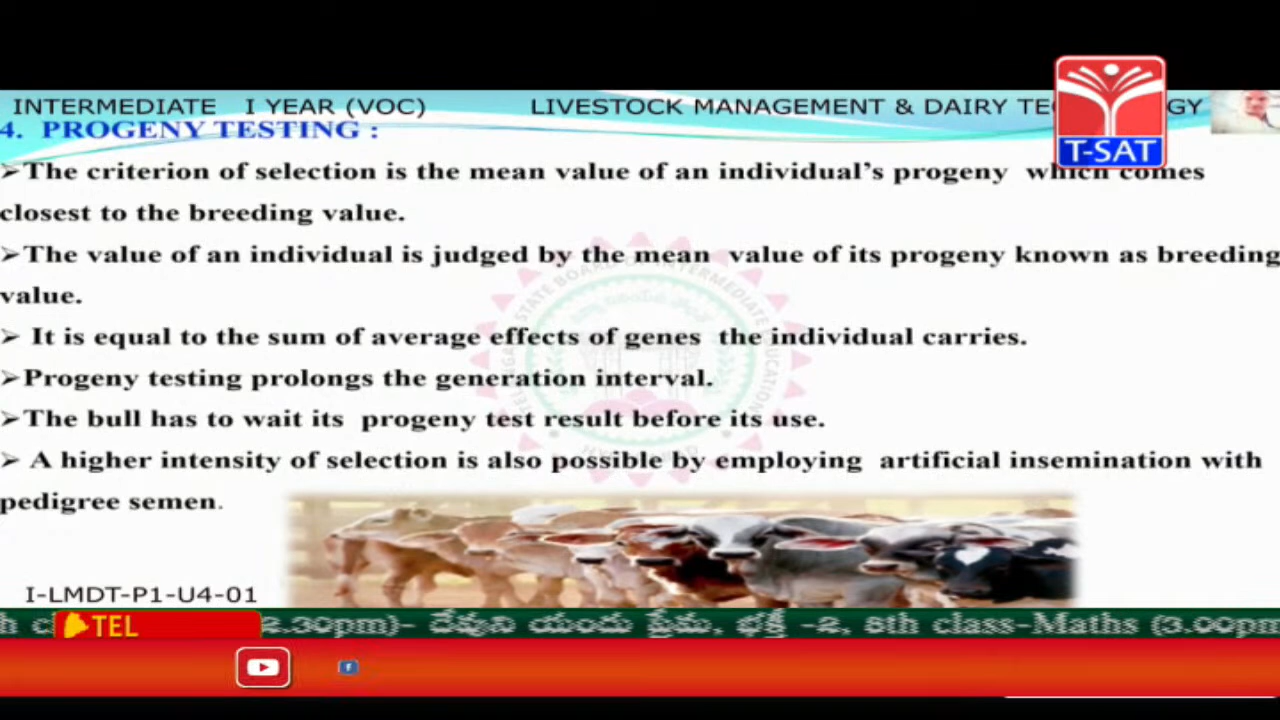 INTERMEDIATE I YEAR (VOC) LIVESTOCK MANAGEMENT & DAIRY TE GY
T-SAT
4. PROGENY TESTING :
➢The criterion of selection is the mean value of an individual's progeny which comes
closest to the breeding value.
➢The value of an individual is judged by the mean value of its progeny known as breeding
value.
➢ It is equal to the sum of average effects of genes the individual carries.
➢Progeny testing prolongs the generation interval.
➢The bull has to wait its progeny test result before its use.
➢ A higher intensity of selection is also possible by employing artificial insemination with
pedigree semen.
I-LMDT-P1-U4-01
TEL .30pm)- 8th class-Maths (3.00pm